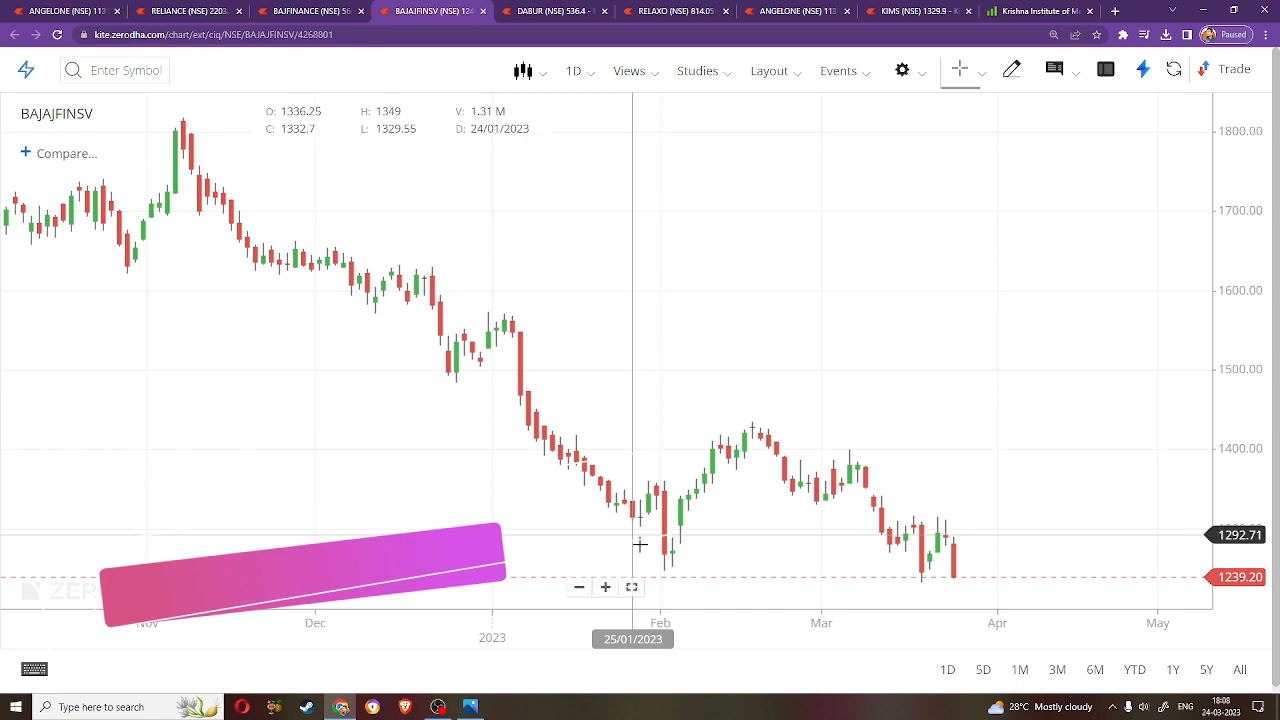 ANGELONE (NSE) 113
RELIANCE (NSE) 2203
BAJFINANCE (NSE) 56
BAJAJFINSV (NSE) 12
DABUR (NSE) 536.4 -
RELAXO (NSE) 814.05
ANGELONE (NSE) 113
KIMS (NSE) 1329.9 -
Krishna Institute of Me
kite.zerodha.com/chart/ext/ciq/NSE/BAJAJFINSV/4268801
Paused
Enter Symbol
1D
Views
Studies
Layout
Events
Trade
BAJAJFINSV
O: 1336.25 H: 1349 V: 1.31 M
C: 1332.7 L: 1329.55 D: 24/01/2023
+ Compare...
1800.00
1700.00
1600.00
1500.00
1400.00
1292.71
1239.20
ZER
Nov Dec Feb Mar Apr May
2023
25/01/2023
1D 5D 1M 3M 6M YTD 1Y 5Y All
Type here to search
28°C Mostly cloudy
ENG
18:08
24-03-2023